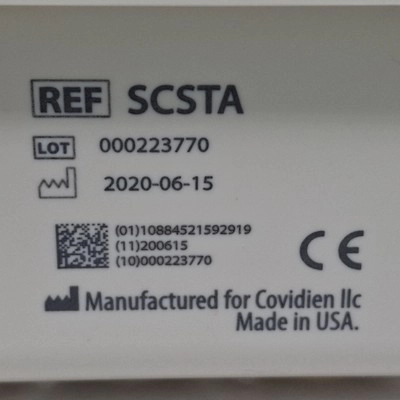 REF SCSTA
LOT 000223770
2020-06-15
(01)10884521592919
(11)200615
(10)000223770
CE
Manufactured for Covidien llc
Made in USA.